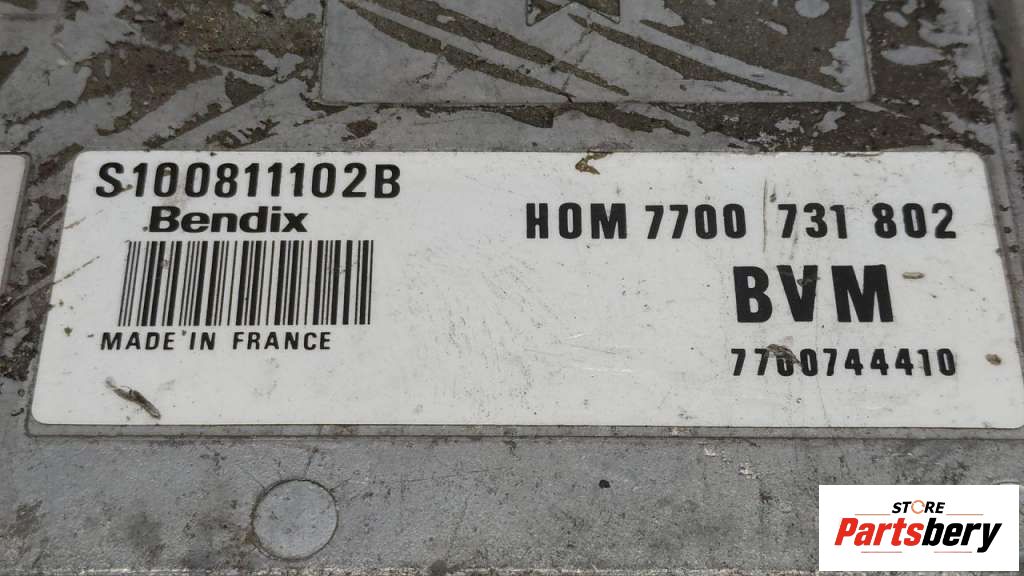 S100811102B
Bendix
MADE IN FRANCE
HOM 7700 731 802
BVM
7700744410
STORE
Partsbery